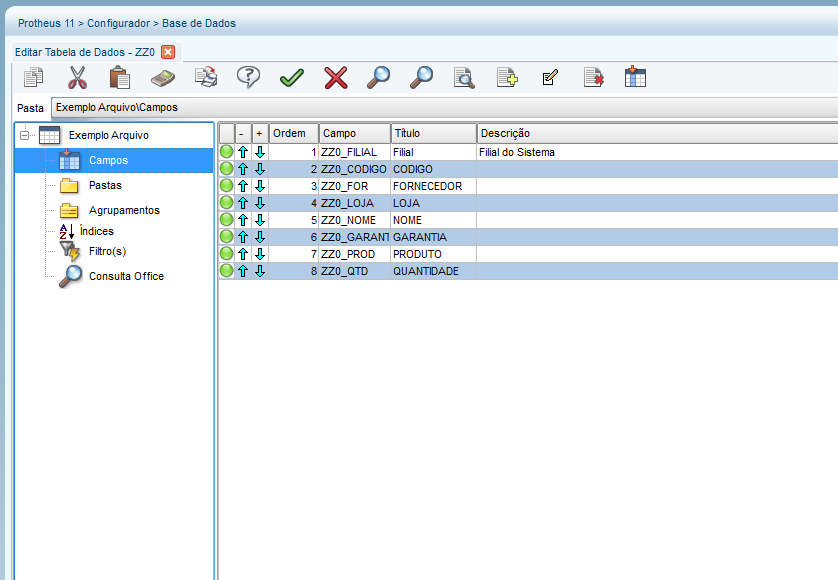 Protheus 11 > Configurador > Base de Dados
Editar Tabela de Dados - ZZ0
Pasta Exemplo Arquivo\Campos
Exemplo Arquivo
Campos
Pastas
Agrupamentos
Índices
Filtro(s)
Consulta Office
- + Ordem Campo Título Descrição
1 ZZ0_FILIAL Filial Filial do Sistema
2 ZZ0_CODIGO CODIGO
3 ZZ0_FOR FORNECEDOR
4 ZZ0_LOJA LOJA
5 ZZ0_NOME NOME
6 ZZ0_GARANT GARANTIA
7 ZZ0_PROD PRODUTO
8 ZZ0_QTD QUANTIDADE